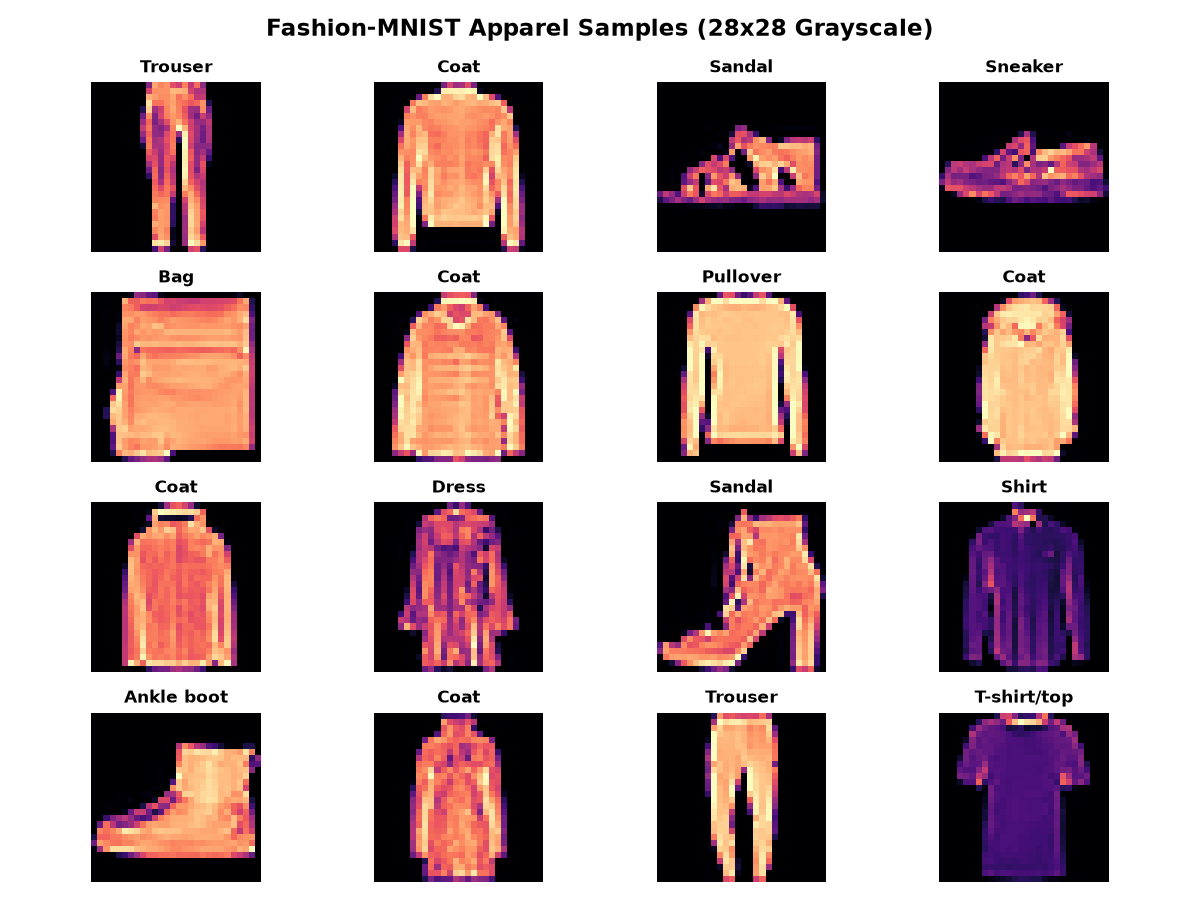 Fashion-MNIST Apparel Samples (28x28 Grayscale)
Trouser
Coat
Sandal
Sneaker
Bag
Coat
Pullover
Coat
Coat
Dress
Sandal
Shirt
Ankle boot
Coat
Trouser
T-shirt/top